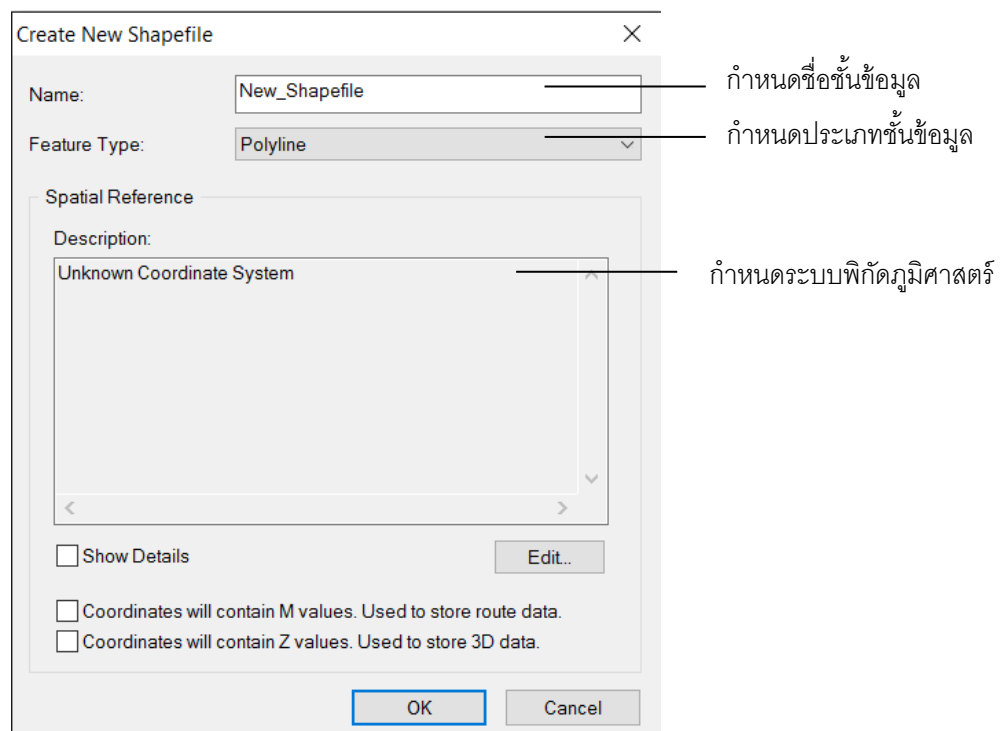 Create New Shapefile
Name: New_Shapefile กำหนดชื่อชั้นข้อมูล
Feature Type: Polyline กำหนดประเภทชั้นข้อมูล
Spatial Reference
Description:
Unknown Coordinate System กำหนดระบบพิกัดภูมิศาสตร์
Show Details Edit...
Coordinates will contain M values. Used to store route data.
Coordinates will contain Z values. Used to store 3D data.
OK Cancel